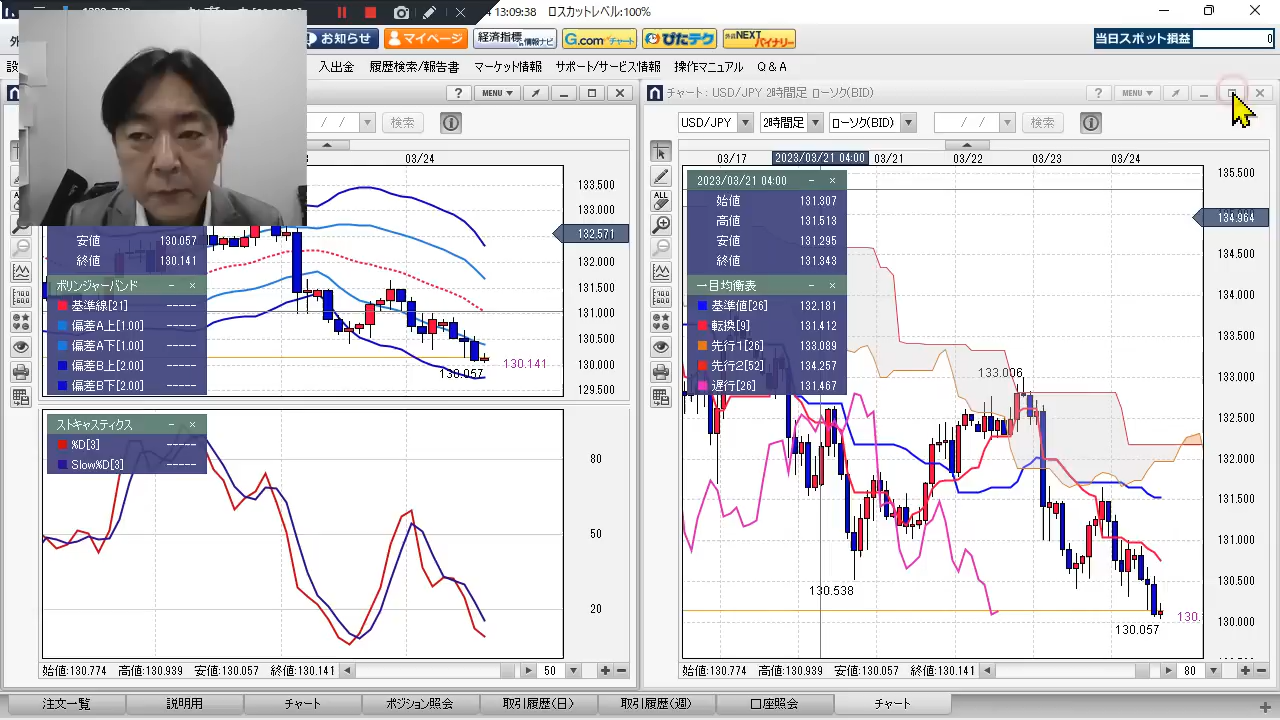 4 13:09:38 ロスカットレベル:100%
お知らせ
マイページ
経済指標 情報ナビ
G.comチャート
ぴたテク
外為NEXT バイナリー
当日スポット損益 0
入出金 履歴検索/報告書 マーケット情報 サポート/サービス情報 操作マニュアル Q&A
? MENU
チャート : USD/JPY 2時間足 ローソク(BID)
? MENU
/ / 検索
USD/JPY 2時間足 ローソク(BID) / / 検索
03/24
03/17 2023/03/21 04:00 03/21 03/22 03/23 03/24
安値 130.057
終値 130.141
ボリンジャーバンド
基準線[21] -----
偏差A上[1.00] -----
偏差A下[1.00] -----
偏差B上[2.00] -----
偏差B下[2.00] -----
133.500
133.000
132.571
132.000
131.500
131.000
130.500
130.000
129.500
130.141
130.057
ストキャスティクス
%D[3] -----
Slow%D[3] -----
80
50
20
始値:130.774 高値:130.939 安値:130.057 終値:130.141 50
ALL
2023/03/21 04:00
始値 131.307
高値 131.513
安値 131.295
終値 131.343
一目均衡表
基準値[26] 132.181
転換[9] 131.412
先行1[26] 133.089
先行2[52] 134.257
遅行[26] 131.467
135.500
134.964
134.500
134.000
133.500
133.000
132.500
132.000
131.500
131.000
130.500
130.000
133.006
130.538
130.057
130.
始値:130.774 高値:130.939 安値:130.057 終値:130.141 80
注文一覧 説明用 チャート ポジション照会 取引履歴(日) 取引履歴(週) 口座照会 チャート